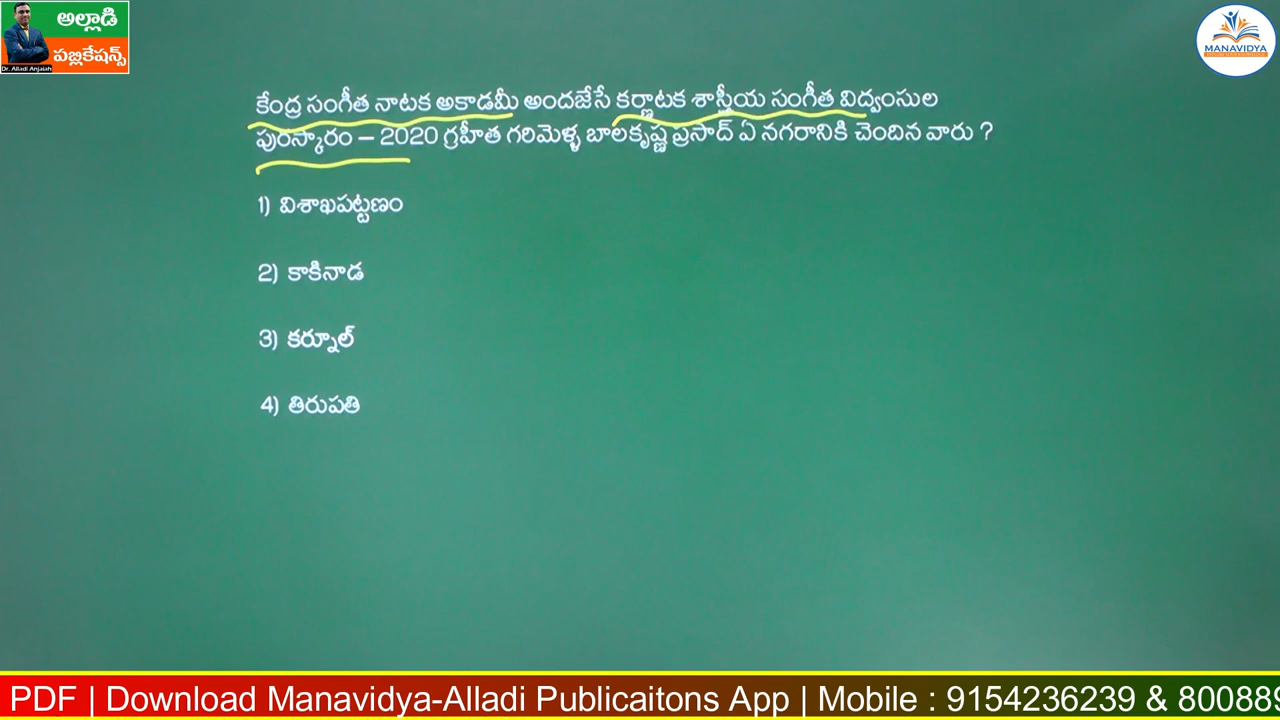 అల్లాడి
పబ్లికేషన్స్
Dr. Alladi Anjaiah
MANAVIDYA
కేంద్ర సంగీత నాటక అకాడమీ అందజేసే కర్ణాటక శాస్త్రీయ సంగీత విద్వంసుల
పురస్కారం – 2020 గ్రహీత గరిమెళ్ళ బాలకృష్ణ ప్రసాద్ ఏ నగరానికి చెందిన వారు ?
1) విశాఖపట్టణం
2) కాకినాడ
3) కర్నూల్
4) తిరుపతి
PDF | Download Manavidya-Alladi Publicaitons App | Mobile : 9154236239 & 800889